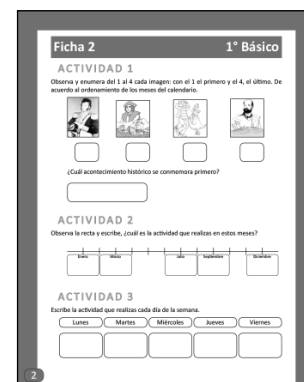 Ficha 2 1° Básico
ACTIVIDAD 1
Observa y enumera del 1 al 4 cada imagen: con el 1 el primero y el 4, el último. De
acuerdo al ordenamiento de los meses del calendario.
¿Cuál acontecimiento histórico se conmemora primero?
ACTIVIDAD 2
Observa la recta y escribe, ¿cuál es la actividad que realizas en estos meses?
Enero Marzo Julio Septiembre Diciembre
ACTIVIDAD 3
Escribe la actividad que realizas cada día de la semana.
Lunes Martes Miércoles Jueves Viernes
2